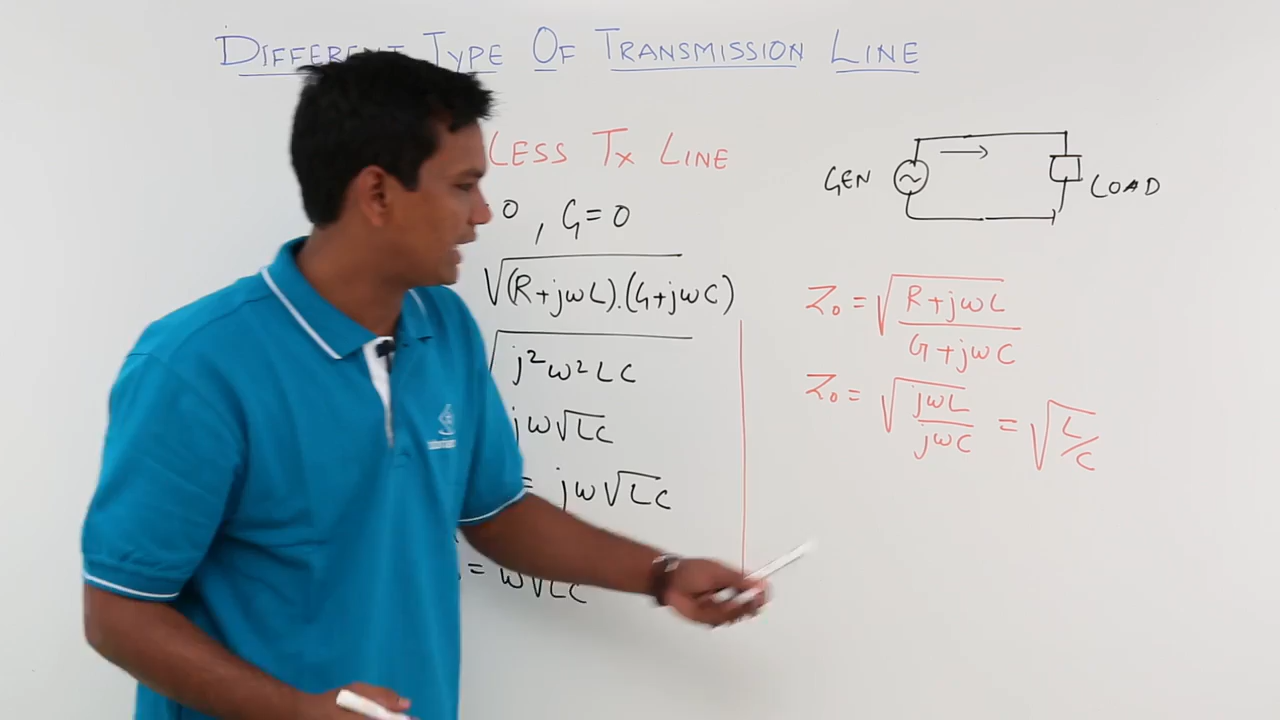 DIFFERENT TYPE OF TRANSMISSION LINE
LESS Tx LINE
0, G=0
√(R+jωL).(G+jωC)
√j²ω²LC
jω√LC
= jω√LC
= ω√LC
GEN
LOAD
Z₀ = √(R+jωL / G+jωC)
Z₀ = √(jωL / jωC) = √(L/C)